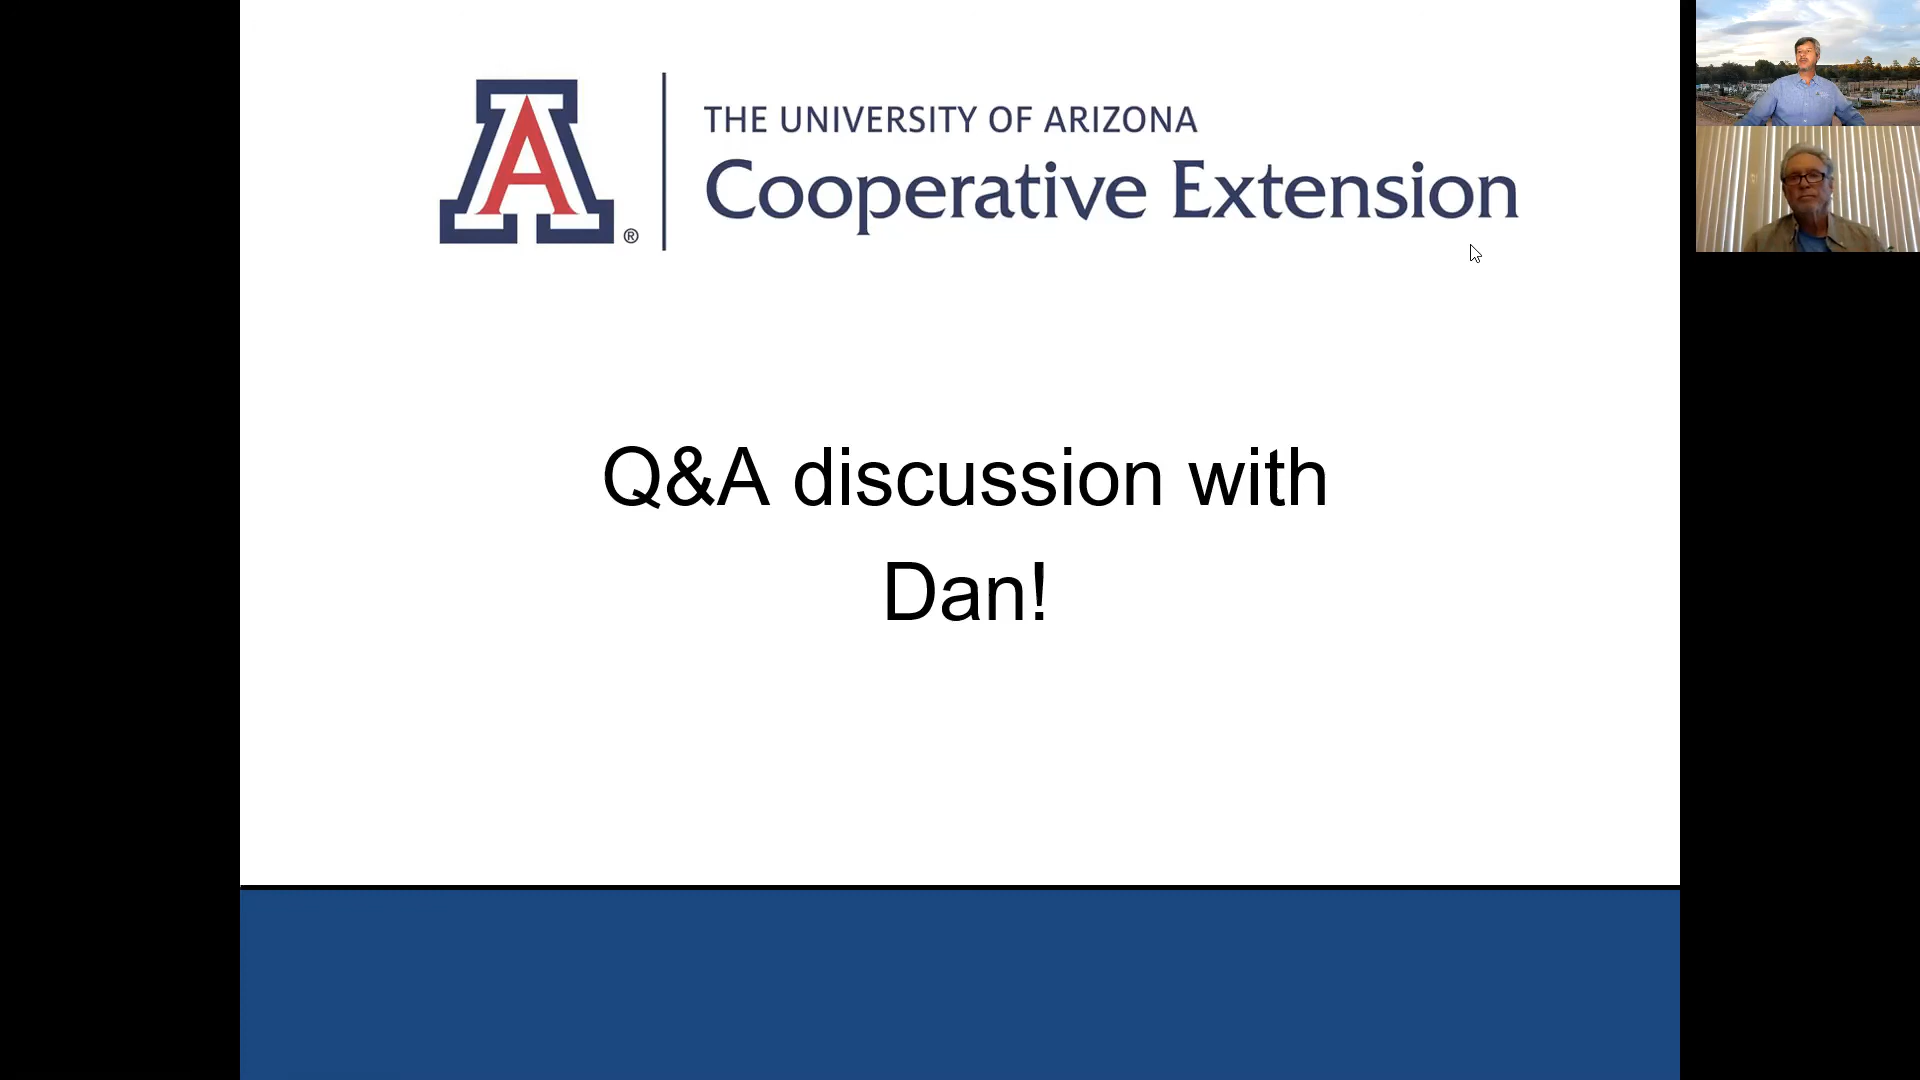 A®
THE UNIVERSITY OF ARIZONA
Cooperative Extension
Q&A discussion with
Dan!